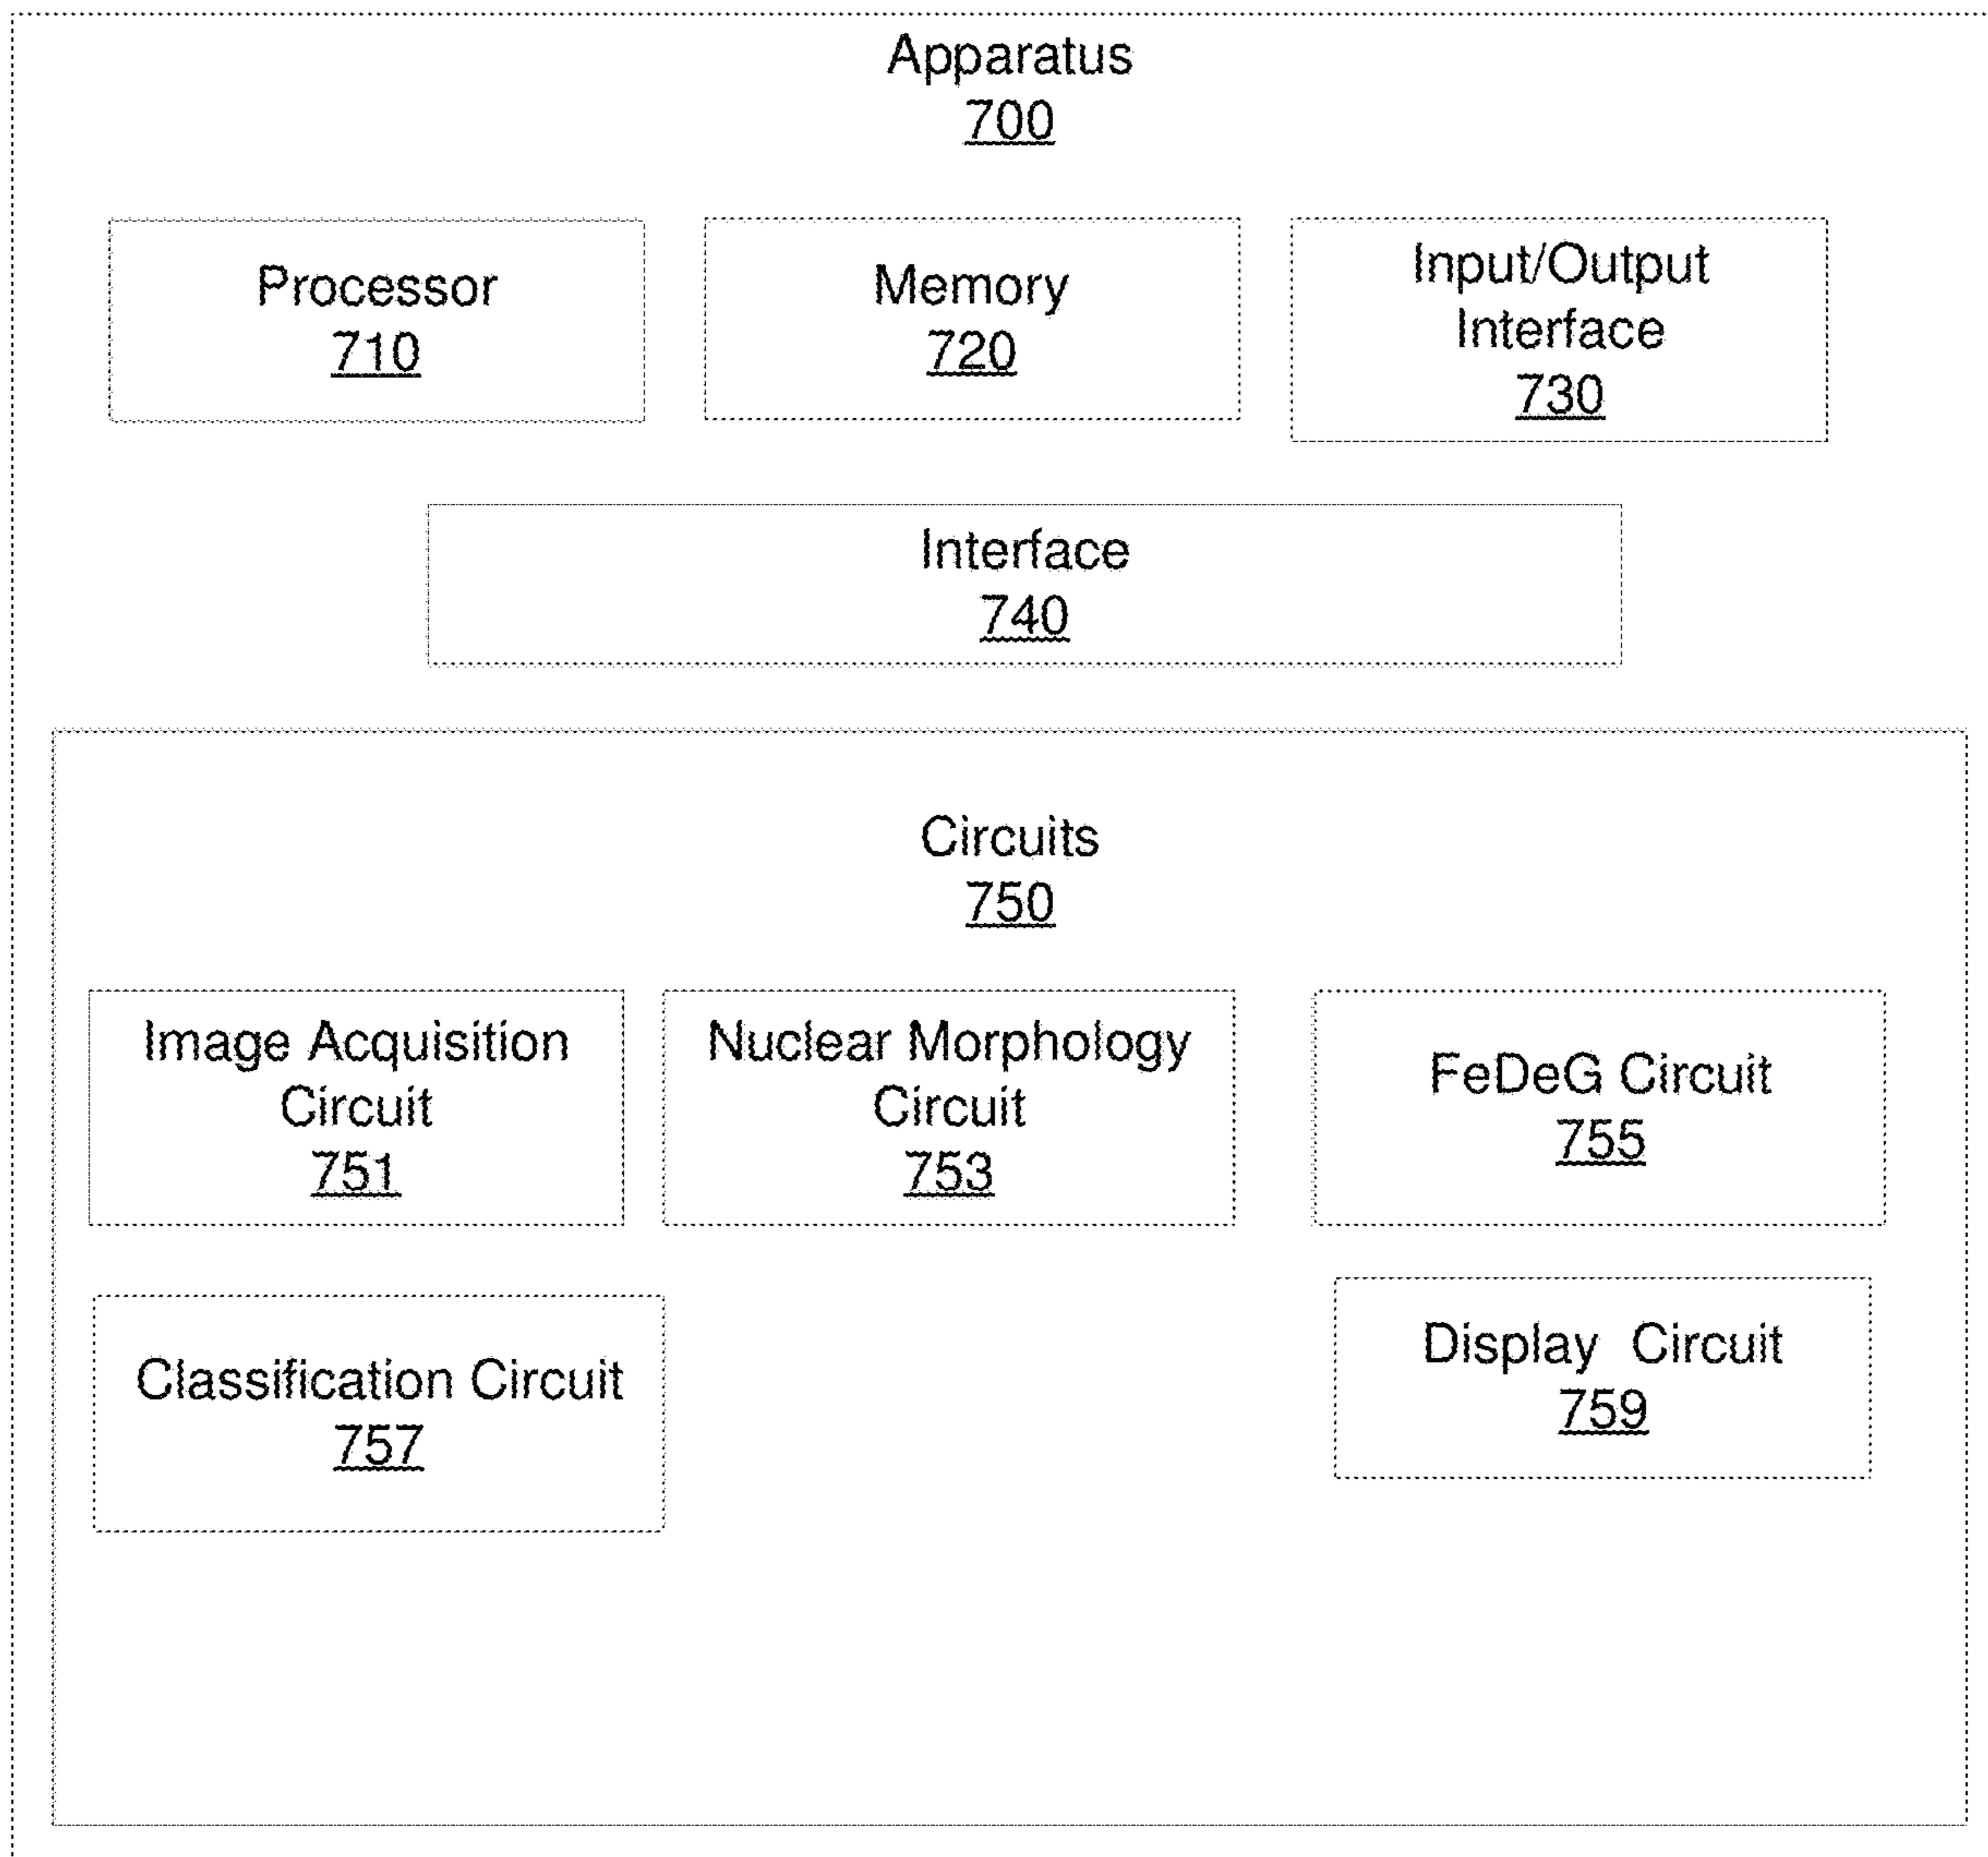 Apparatus
700
Processor
710
Memory
720
Input/Output
Interface
730
Interface
740
Circuits
750
Image Acquisition
Circuit
751
Nuclear Morphology
Circuit
753
FeDeG Circuit
755
Classification Circuit
757
Display Circuit
759